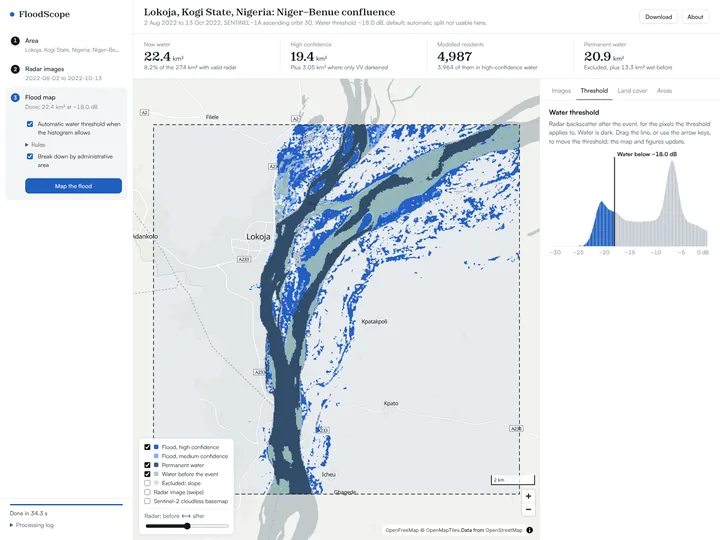 FloodScope
1 Area
Lokoja, Kogi State, Nigeria: Niger–Be...
2 Radar images
2022-08-02 to 2022-10-13
3 Flood map
Done: 22.4 km² at −18.0 dB
Automatic water threshold when
the histogram allows
Rules
Break down by administrative
area
Map the flood
Done in 34.3 s
Processing log
Lokoja, Kogi State, Nigeria: Niger–Benue confluence
2 Aug 2022 to 13 Oct 2022, SENTINEL-1A ascending orbit 30, Water threshold −18.0 dB, default; automatic split not usable here.
Download
About
New water
22.4 km²
8.2% of the 274 km² with valid radar
High confidence
19.4 km²
Plus 3.05 km² where only VV darkened
Modelled residents
4,987
3,964 of them in high-confidence water
Permanent water
20.9 km²
Excluded, plus 13.3 km² wet before
A2
Filele
A2
A23
Adankolo
Lokoja
A233
Kpatakpoli
A233
Kpato
A233
A236
Icheu
Gbagede
Flood, high confidence
Flood, medium confidence
Permanent water
Water before the event
Excluded: slope
Radar image (swipe)
Sentinel-2 cloudless basemap
Radar: before ⟷ after
2 km
+
−
OpenFreeMap © OpenMapTiles Data from OpenStreetMap
Images
Threshold
Land cover
Areas
Water threshold
Radar backscatter after the event, for the pixels the threshold
applies to. Water is dark. Drag the line, or use the arrow keys,
to move the threshold; the map and figures update.
Water below −18.0 dB
−30 −25 −20 −15 −10 −5 0 dB